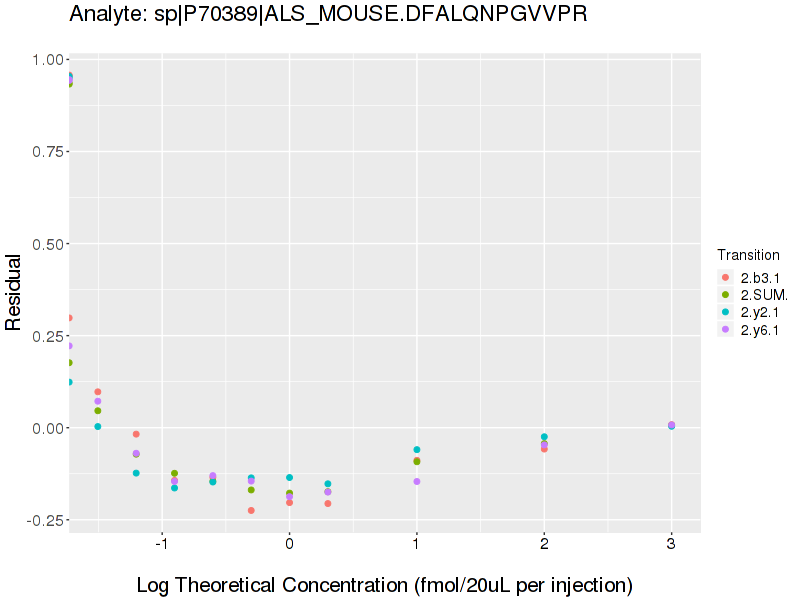 Analyte: sp|P70389|ALS_MOUSE.DFALQNPGVVPR
1.00
0.75
0.50
0.25
0.00
-0.25
Residual
-1
0
1
2
3
Log Theoretical Concentration (fmol/20uL per injection)
Transition
2.b3.1
2.SUM.
2.y2.1
2.y6.1